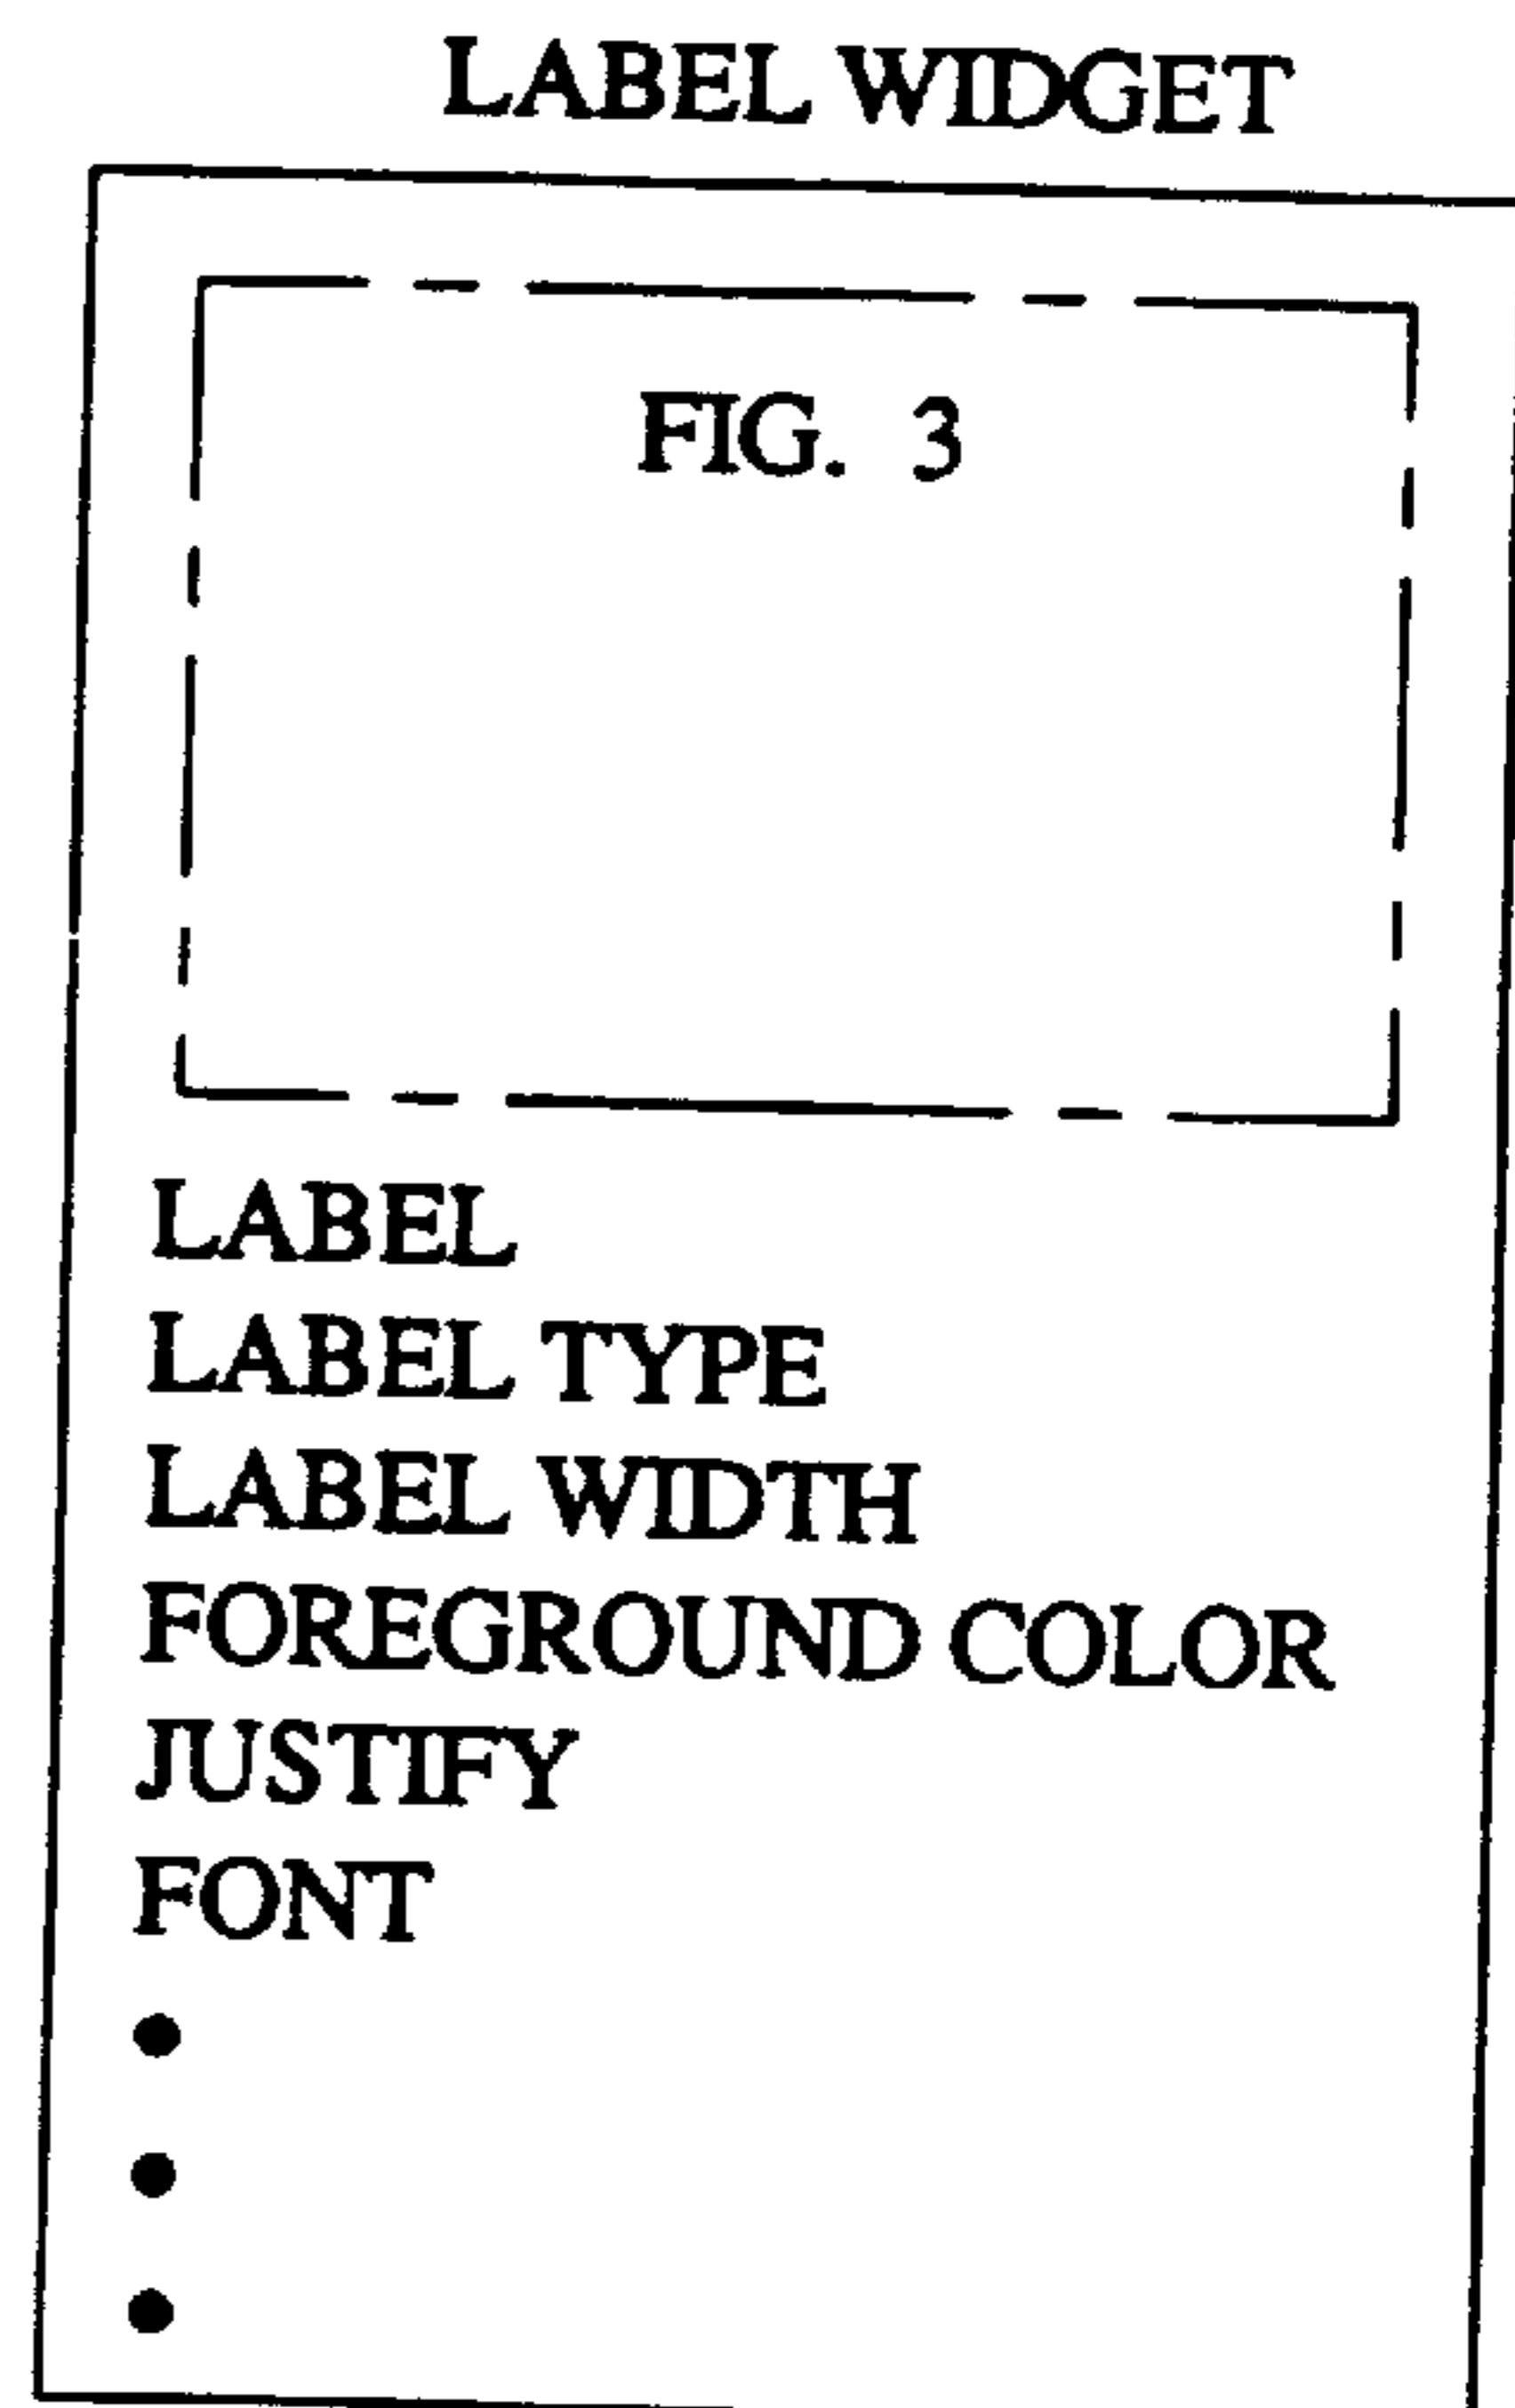 LABEL WIDGET
FIG. 3
LABEL
LABEL TYPE
LABEL WIDTH
FOREGROUND COLOR
JUSTIFY
FONT